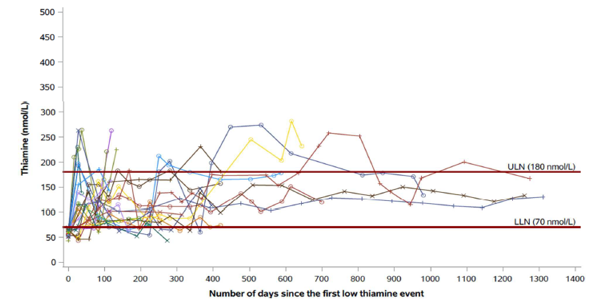 500
450
400
350
300
250
200
150
100
50
0
Thiamine (nmol/L)
ULN (180 nmol/L)
LLN (70 nmol/L)
0 100 200 300 400 500 600 700 800 900 1000 1100 1200 1300 1400
Number of days since the first low thiamine event